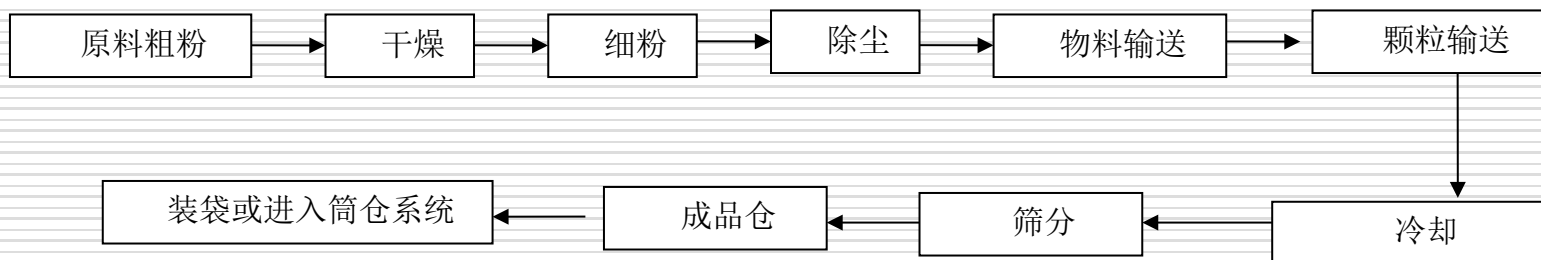 原料粗粉
干燥
细粉
除尘
物料输送
颗粒输送
冷却
筛分
成品仓
装袋或进入筒仓系统